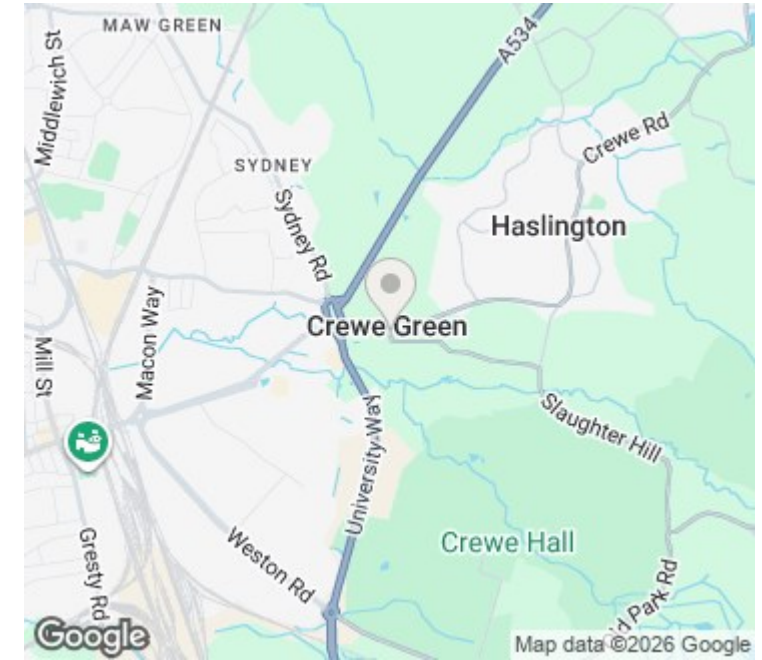 MAW GREEN
A534
Middlewich St
Crewe Rd
SYDNEY
Sydney Rd
Haslington
Crewe Green
Macon Way
Mill St
Slaughter Hill
University Way
Crewe Hall
Weston Rd
Gresty Rd
Old Park Rd
Google
Map data ©2026 Google